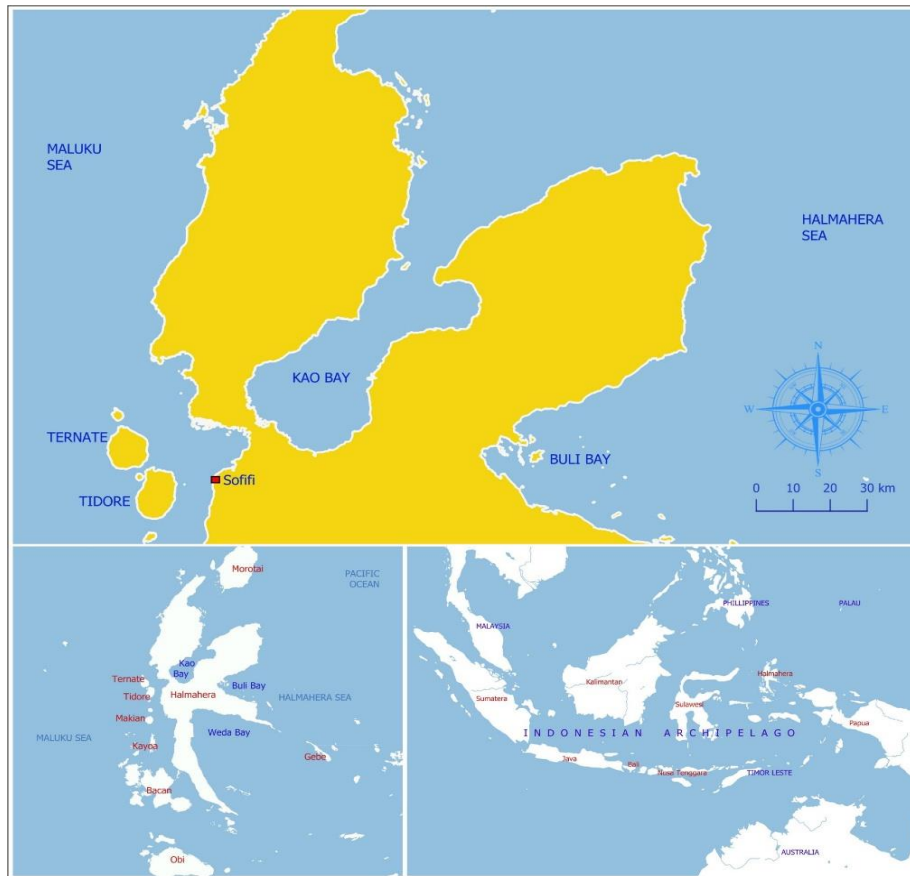 MALUKU
SEA
HALMAHERA
SEA
KAO BAY
N
W
E
S
TERNATE
BULI BAY
Sofifi
TIDORE
0 10 20 30 km
Morotai
PACIFIC
OCEAN
Kao
Bay
Ternate
Buli Bay
Tidore
Halmahera
HALMAHERA SEA
Makian
MALUKU SEA
Weda Bay
Kayoa
Gebe
Bacan
Obi
PHILLIPPINES
PALAU
MALAYSIA
Halmahera
Kalimantan
Sumatera
Sulawesi
Papua
INDONESIAN ARCHIPELAGO
Java
Bali
Nusa Tenggara
TIMOR LESTE
AUSTRALIA